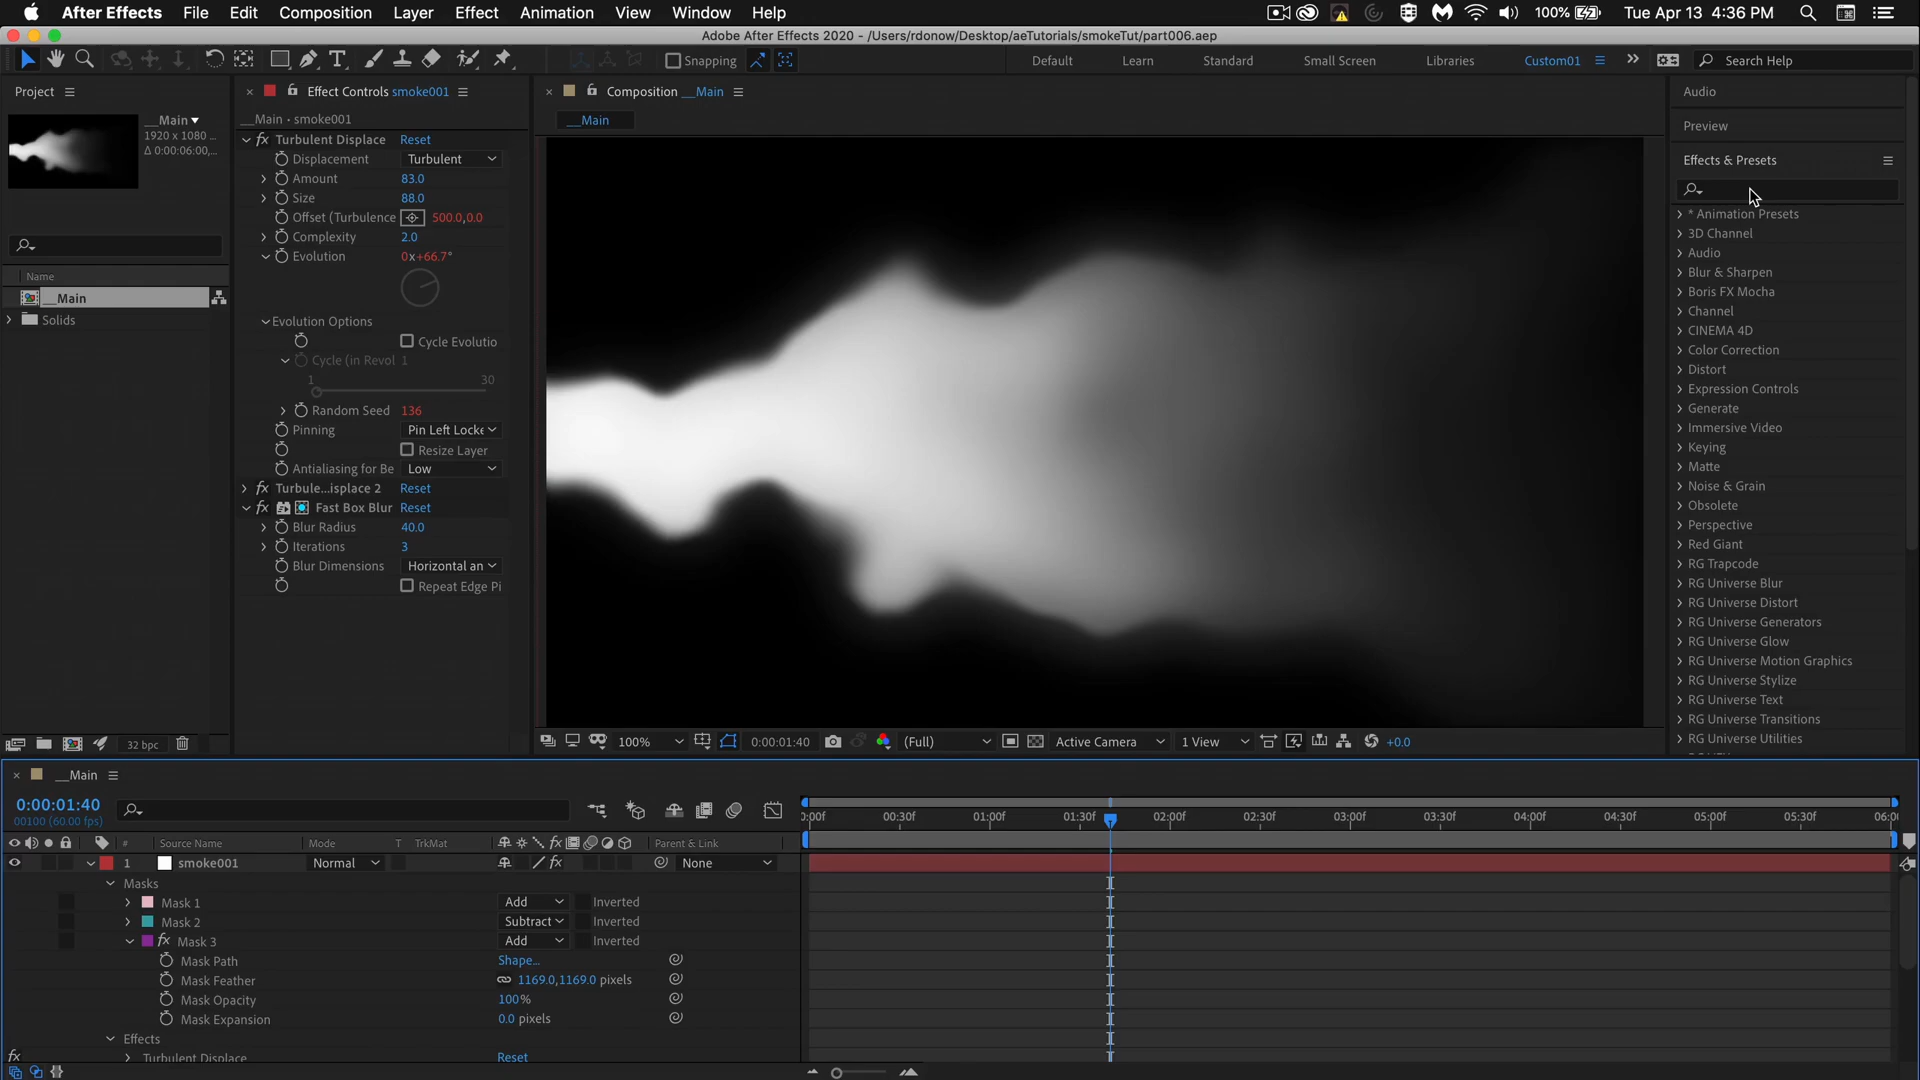 After Effects File Edit Composition Layer Effect Animation View Window Help 100% Tue Apr 13 4:36 PM
Adobe After Effects 2020 - /Users/rdonow/Desktop/aeTutorials/smokeTut/part006.aep
Snapping Default Learn Standard Small Screen Libraries Custom01 Search Help
Project
__Main
1920 x 1080 ...
Δ 0:00:06:00, ...
Name
__Main
Solids
32 bpc
Effect Controls smoke001
__Main • smoke001
fx Turbulent Displace Reset
Displacement Turbulent
Amount 83.0
Size 88.0
Offset (Turbulence 500.0,0.0
Complexity 2.0
Evolution 0x+66.7°
Evolution Options
Cycle Evolutio
Cycle (in Revol 1
1 30
Random Seed 136
Pinning Pin Left Locke
Resize Layer
Antialiasing for Be Low
fx Turbule...isplace 2 Reset
fx Fast Box Blur Reset
Blur Radius 40.0
Iterations 3
Blur Dimensions Horizontal an
Repeat Edge Pi
Composition __Main
__Main
100% 0:00:01:40 (Full) Active Camera 1 View +0.0
Audio
Preview
Effects & Presets
* Animation Presets
3D Channel
Audio
Blur & Sharpen
Boris FX Mocha
Channel
CINEMA 4D
Color Correction
Distort
Expression Controls
Generate
Immersive Video
Keying
Matte
Noise & Grain
Obsolete
Perspective
Red Giant
RG Trapcode
RG Universe Blur
RG Universe Distort
RG Universe Generators
RG Universe Glow
RG Universe Motion Graphics
RG Universe Stylize
RG Universe Text
RG Universe Transitions
RG Universe Utilities
__Main
0:00:01:40
00100 (60.00 fps)
:00f 00:30f 01:00f 01:30f 02:00f 02:30f 03:00f 03:30f 04:00f 04:30f 05:00f 05:30f 06:00
# Source Name Mode T TrkMat Parent & Link
1 smoke001 Normal fx None
Masks
Mask 1 Add Inverted
Mask 2 Subtract Inverted
fx Mask 3 Add Inverted
Mask Path Shape...
Mask Feather 1169.0,1169.0 pixels
Mask Opacity 100%
Mask Expansion 0.0 pixels
Effects
fx Turbulent Displace Reset